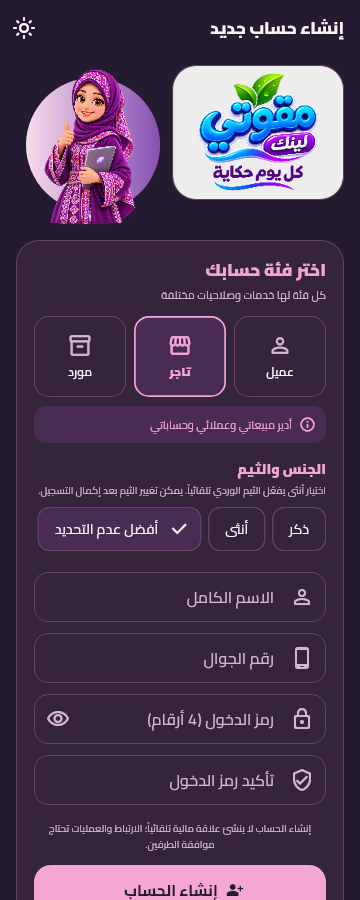 إنشاء حساب جديد
مقوتي
لينك
كل يوم حكاية
اختر فئة حسابك
كل فئة لها خدمات وصلاحيات مختلفة
عميل
تاجر
مورد
أدير مبيعاتي وعملائي وحساباتي
الجنس والثيم
اختيار أنثى يفعّل الثيم الوردي تلقائياً. يمكن تغيير الثيم بعد إكمال التسجيل.
ذكر
أنثى
أفضل عدم التحديد
الاسم الكامل
رقم الجوال
رمز الدخول (4 أرقام)
تأكيد رمز الدخول
إنشاء الحساب لا ينشئ علاقة مالية تلقائياً؛ الارتباط والعمليات تحتاج
موافقة الطرفين.
إنشاء الحساب